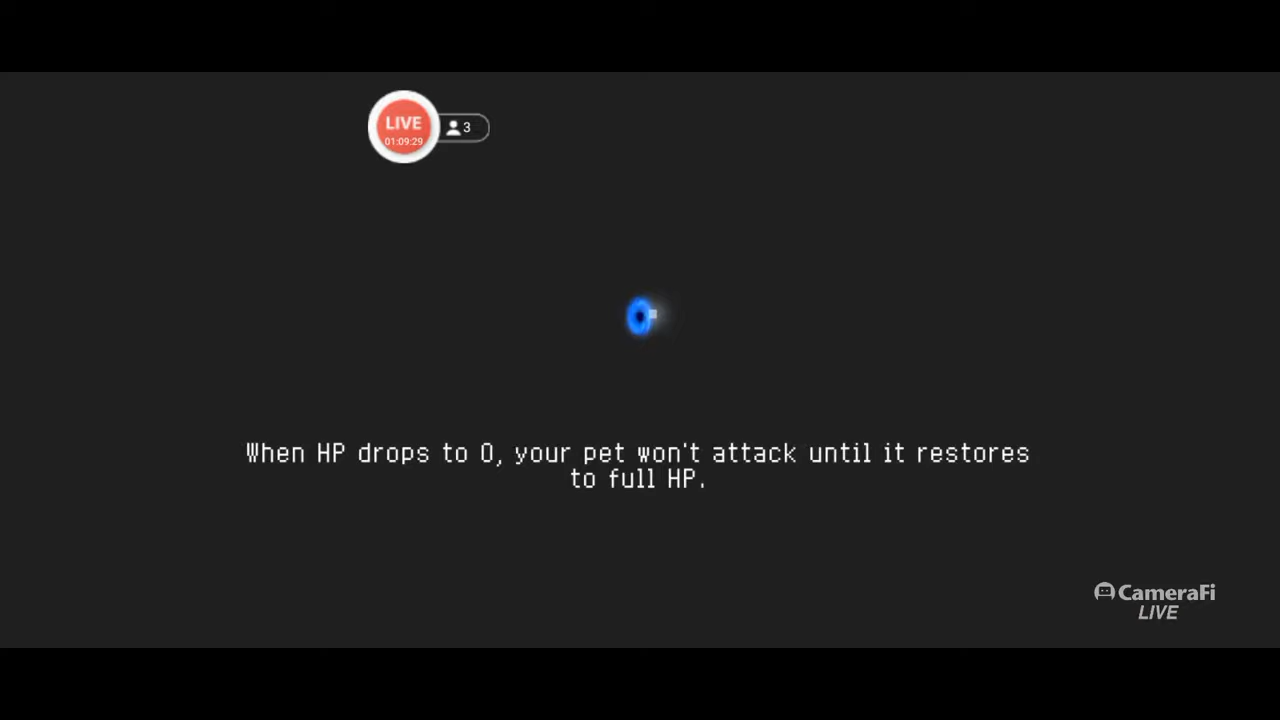 LIVE
01:09:29
3
When HP drops to 0, your pet won't attack until it restores
to full HP.
CameraFi
LIVE